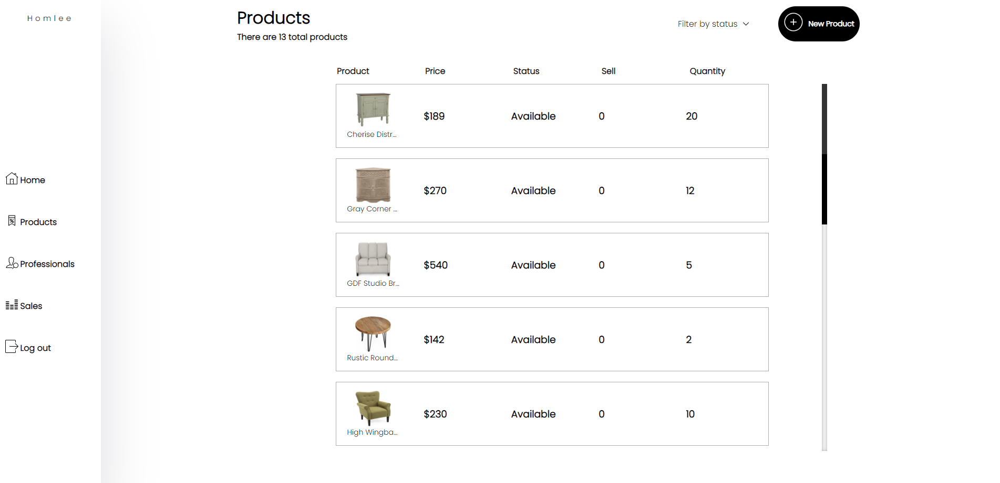 Homlee
Home
Products
Professionals
Sales
Log out
Products
There are 13 total products
Filter by status
New Product
Product Price Status Sell Quantity
$189 Available 0 20
Cherise Distr...
$270 Available 0 12
Gray Corner ...
$540 Available 0 5
GDF Studio Br...
$142 Available 0 2
Rustic Round...
$230 Available 0 10
High Wingba...